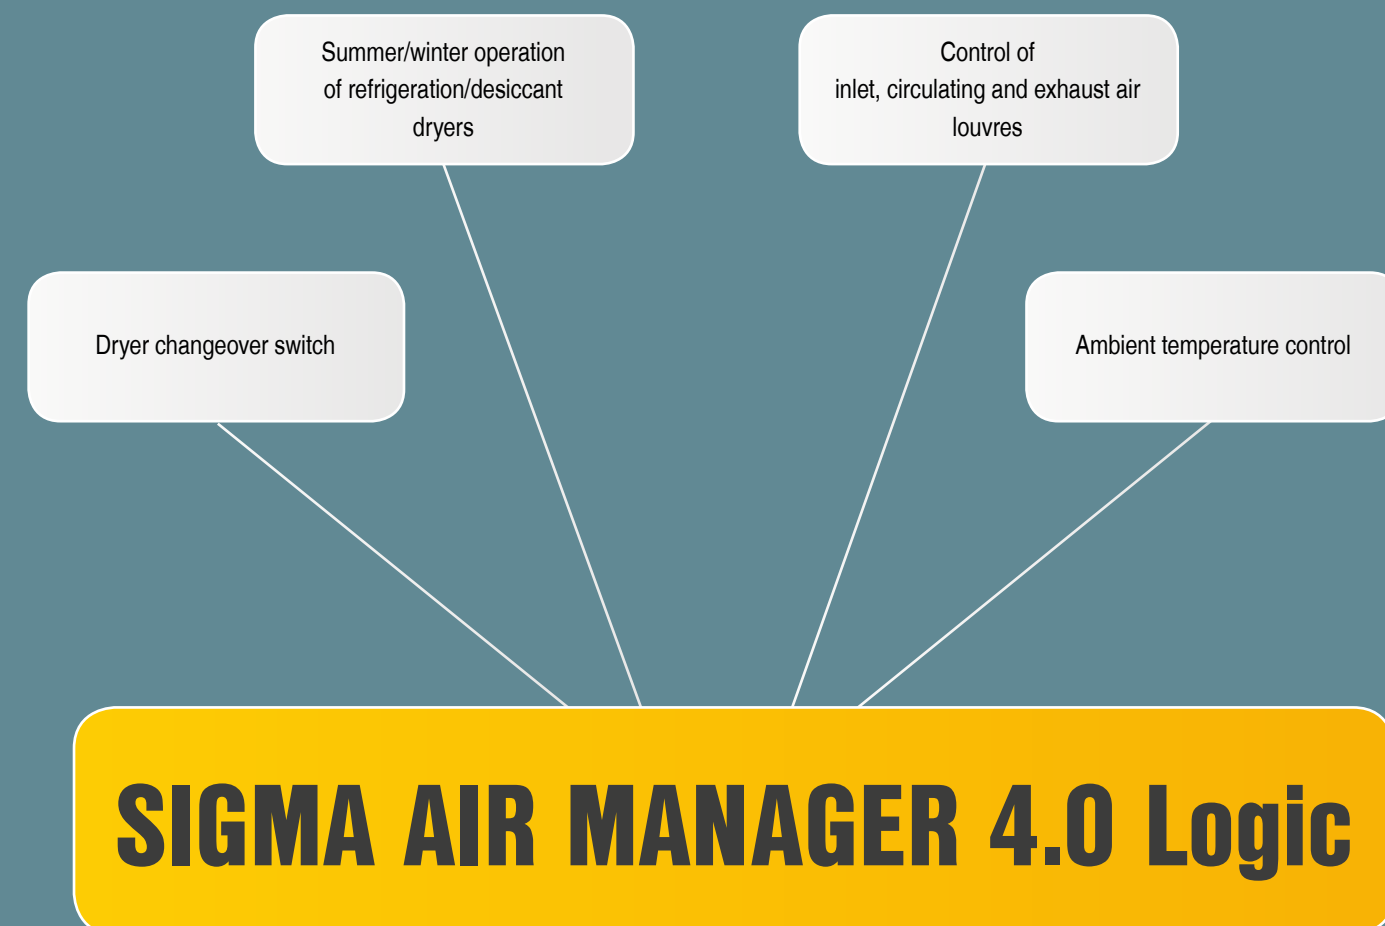 Summer/winter operation
of refrigeration/desiccant
dryers
Control of
inlet, circulating and exhaust air
louvres
Dryer changeover switch
Ambient temperature control
SIGMA AIR MANAGER 4.0 Logic